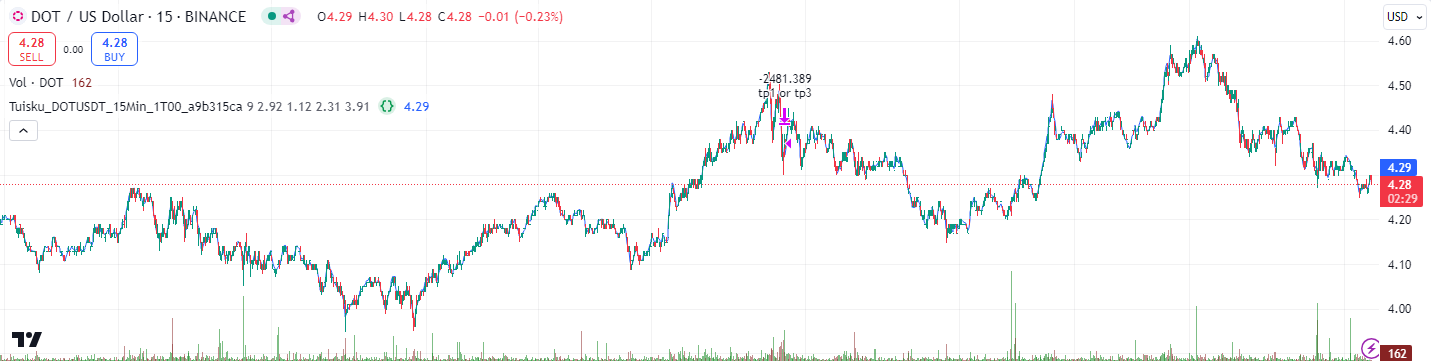 DOT / US Dollar · 15 · BINANCE O4.29 H4.30 L4.28 C4.28 −0.01 (−0.23%)
USD
4.28 SELL
0.00
4.28 BUY
Vol · DOT 162
Tuisku_DOTUSDT_15Min_1T00_a9b315ca 9 2.92 1.12 2.31 3.91 {} 4.29
-2481.389
tp1 or tp3
4.60
4.50
4.40
4.29
4.28
02:29
4.20
4.10
4.00
162